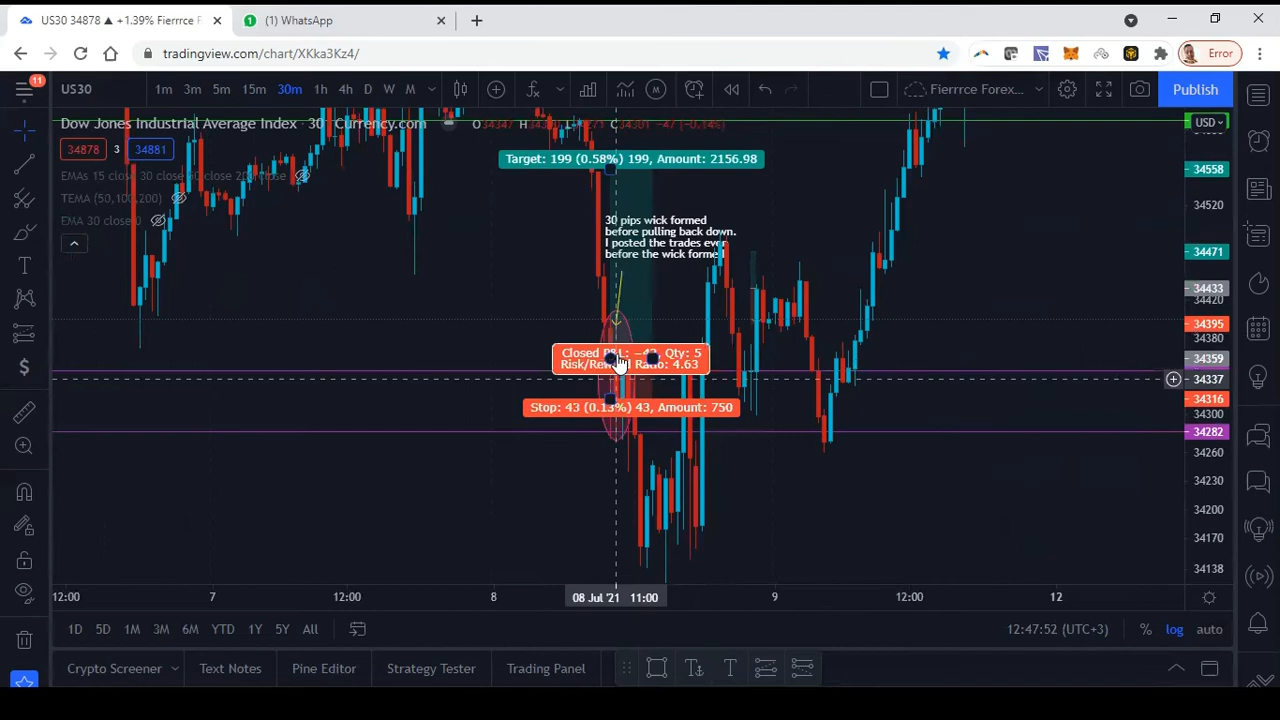 US30 34878 ▲ +1.39% Fierrrce F
(1) WhatsApp
tradingview.com/chart/XKka3Kz4/
Error
11
US30
1m 3m 5m 15m 30m 1h 4h D W M
Fierrrce Forex...
Publish
Dow Jones Industrial Average Index · 30 · Currency.com
34878 3 34881
EMAs 15 close 30 close 60 close 200 close
TEMA (50,100,200)
EMA 30 close 0
Target: 199 (0.58%) 199, Amount: 2156.98
30 pips wick formed
before pulling back down.
I posted the trades even
before the wick formed
Closed P&L: −43, Qty: 5
Risk/Reward Ratio: 4.63
Stop: 43 (0.13%) 43, Amount: 750
USD
34558
34520
34471
34433
34420
34395
34380
34359
34337
34316
34300
34282
34260
34230
34200
34170
34138
12:00 7 12:00 8 08 Jul '21 11:00 9 12:00 12
1D 5D 1M 3M 6M YTD 1Y 5Y All
12:47:52 (UTC+3) % log auto
Crypto Screener Text Notes Pine Editor Strategy Tester Trading Panel